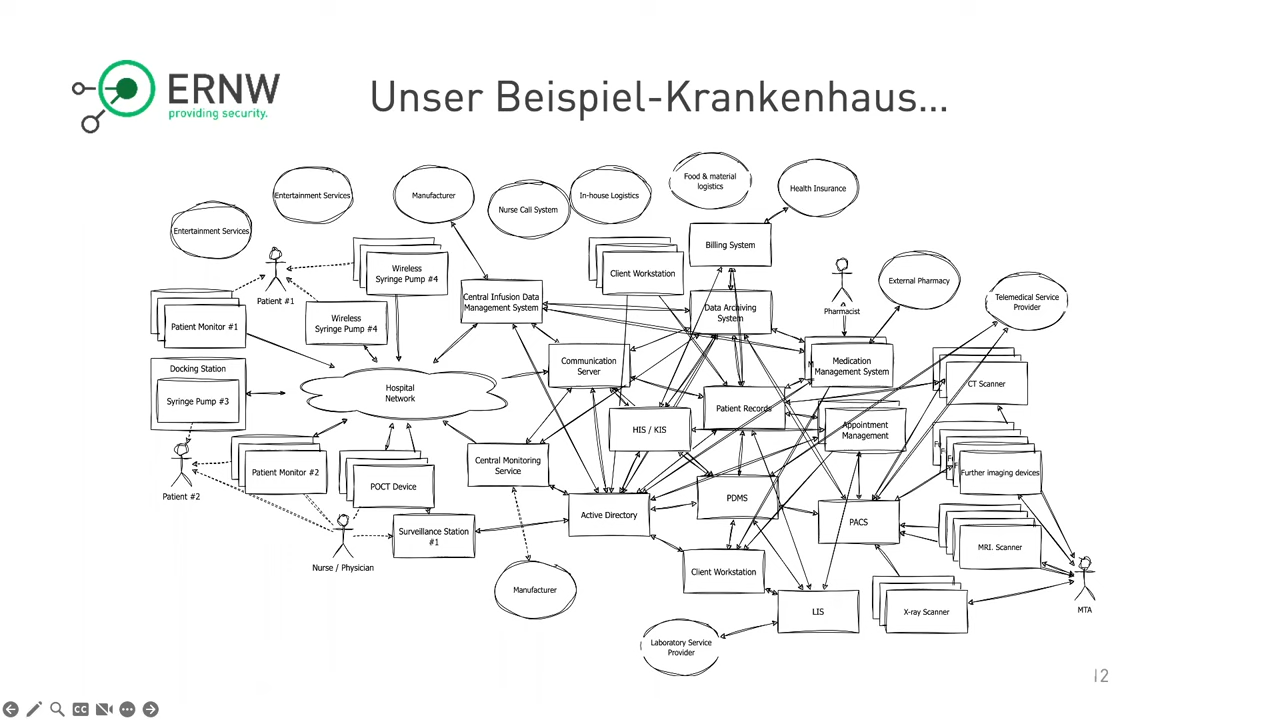 ERNW
providing security.
Unser Beispiel-Krankenhaus...
Entertainment Services
Entertainment Services
Manufacturer
Nurse Call System
In-house Logistics
Food & material
logistics
Health Insurance
Billing System
Patient #1
Wireless
Syringe Pump #4
Client Workstation
Central Infusion Data
Management System
Data Archiving
System
Pharmacist
External Pharmacy
Telemedical Service
Provider
Patient Monitor #1
Wireless
Syringe Pump #4
Docking Station
Syringe Pump #3
Hospital
Network
Communication
Server
Medication
Management System
CT Scanner
Patient Records
HIS / KIS
Appointment
Management
Patient #2
Patient Monitor #2
POCT Device
Central Monitoring
Service
PDMS
Further imaging devices
Surveillance Station
#1
Active Directory
PACS
MRI. Scanner
Nurse / Physician
Manufacturer
Client Workstation
LIS
X-ray Scanner
MTA
Laboratory Service
Provider
12
CC